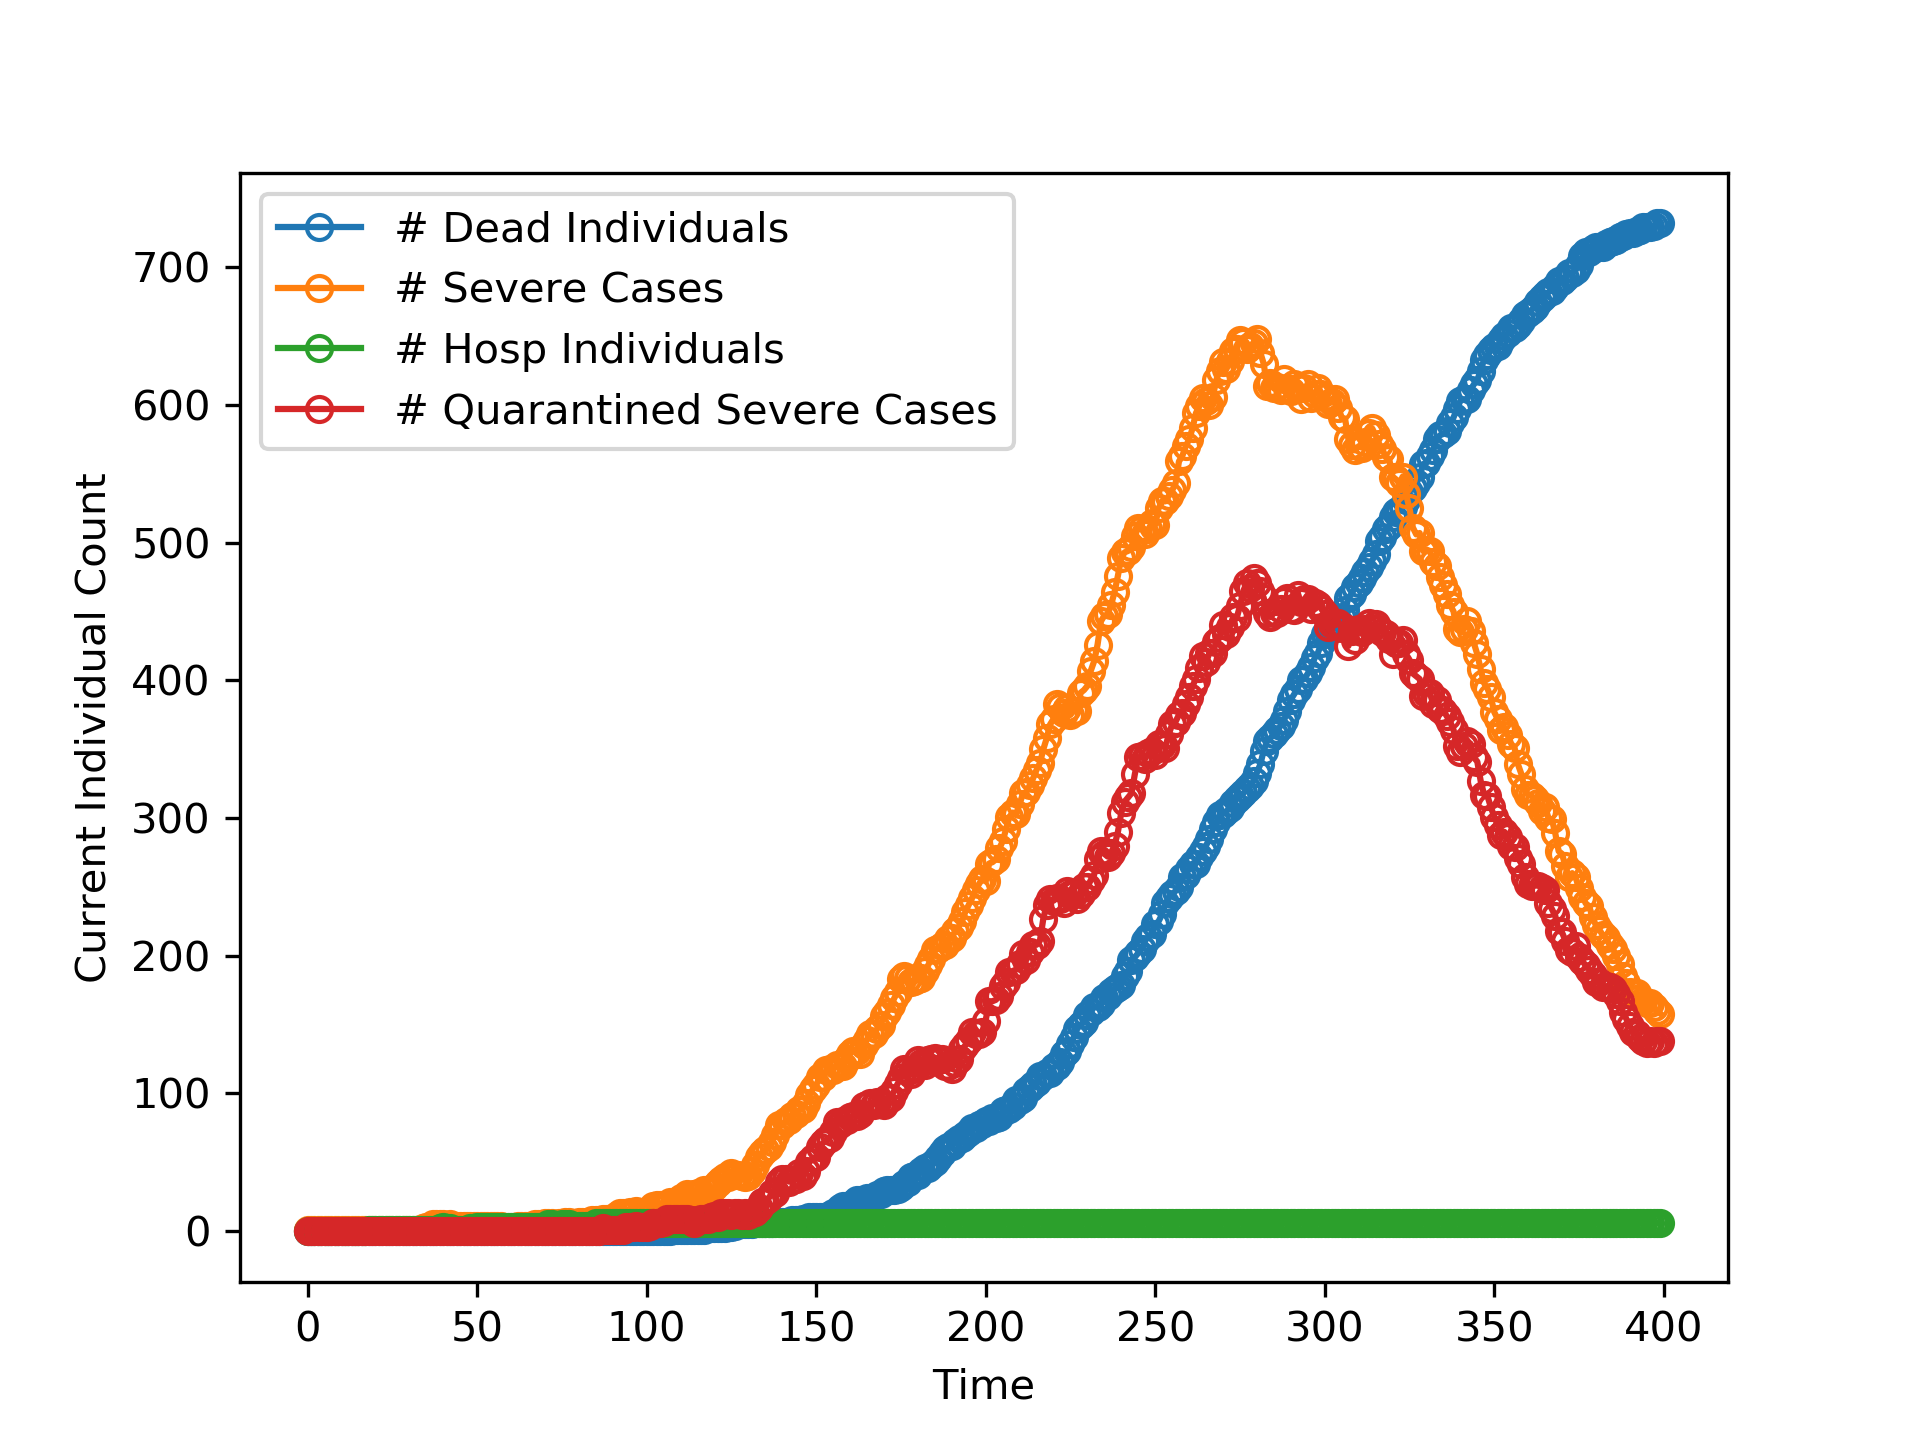 # Dead Individuals
# Severe Cases
# Hosp Individuals
# Quarantined Severe Cases
Current Individual Count
700
600
500
400
300
200
100
0
0 50 100 150 200 250 300 350 400
Time